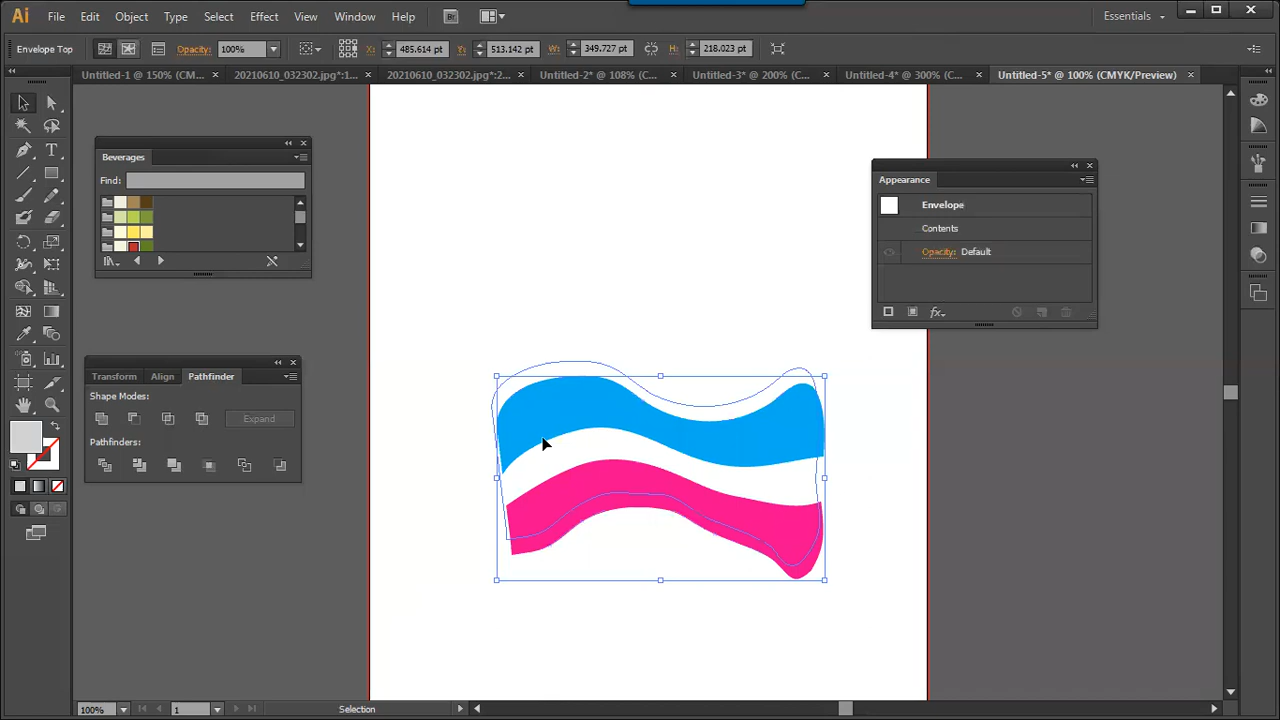 Ai File Edit Object Type Select Effect View Window Help Br Essentials
Envelope Top Opacity: 100% X: 485.614 pt Y: 513.142 pt W: 349.727 pt H: 218.023 pt
Untitled-1 @ 150% (CM... 20210610_032302.jpg*:1... 20210610_032302.jpg*:2... Untitled-2* @ 108% (C... Untitled-3* @ 200% (C... Untitled-4* @ 300% (C... Untitled-5* @ 100% (CMYK/Preview)
Beverages
Find:
Appearance
Envelope
Contents
Opacity: Default
fx
Transform Align Pathfinder
Shape Modes:
Expand
Pathfinders:
100% 1 Selection